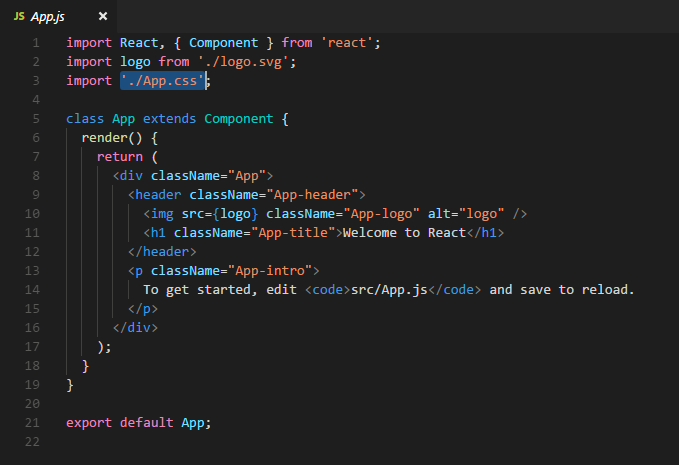 JS App.js ×
1 import React, { Component } from 'react';
2 import logo from './logo.svg';
3 import './App.css';
4
5 class App extends Component {
6   render() {
7     return (
8       <div className="App">
9         <header className="App-header">
10           <img src={logo} className="App-logo" alt="logo" />
11           <h1 className="App-title">Welcome to React</h1>
12         </header>
13         <p className="App-intro">
14           To get started, edit <code>src/App.js</code> and save to reload.
15         </p>
16       </div>
17     );
18   }
19 }
20
21 export default App;
22